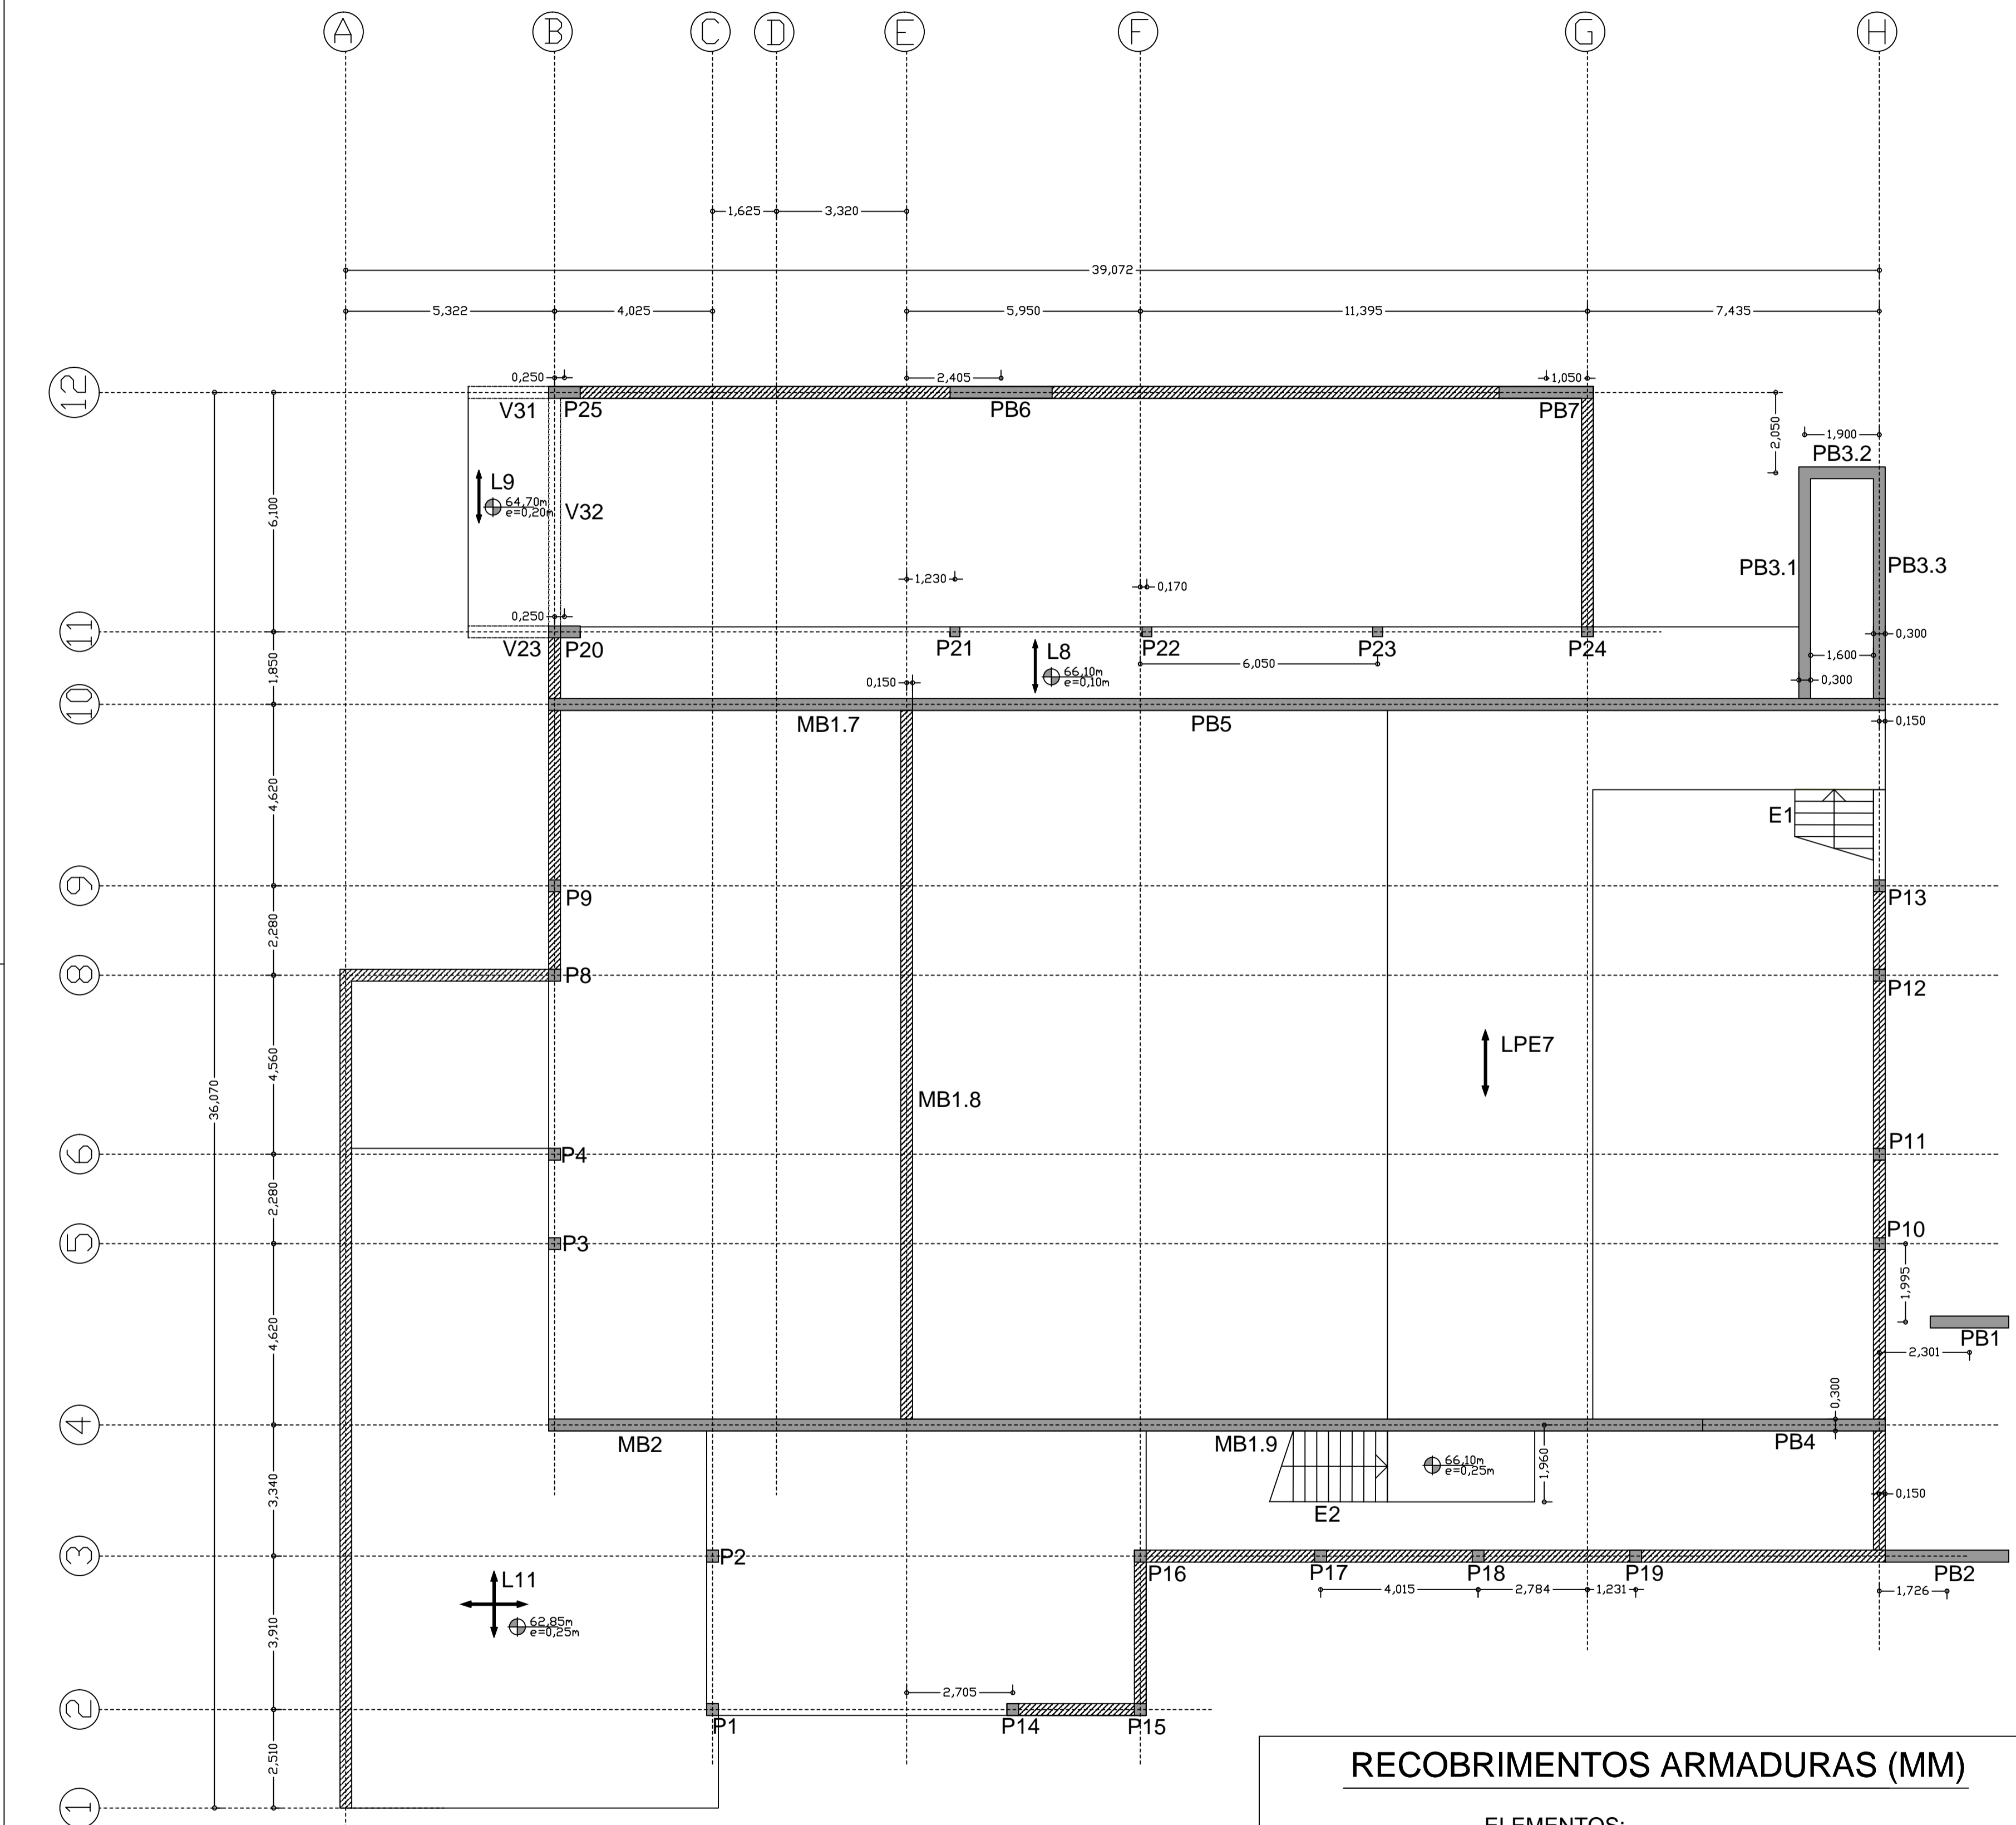 A B C D E F G H
1,625 3,320
39,072
5,322 4,025 5,950 11,395 7,435
12
0,250 2,405 1,050
V31 P25 PB6 PB7
2,050
1,900
PB3.2
L9
64,70m
e=0,20m
V32
6,100
PB3.1 PB3.3
1,230 0,170
0,250
11
V23 P20 P21 P22 P23 P24
0,300
L8
66,10m
e=0,10m
6,050
1,600
1,850
0,150
0,300
10
MB1.7 PB5
0,150
4,620
E1
9
P9 P13
2,280
8
P8 P12
LPE7
4,560
36,070
MB1.8
6
P4 P11
2,280
5
P3 P10
1,995
4,620
PB1
2,301
0,300
4
MB2 MB1.9 PB4
66,10m
e=0,25m
1,960
3,340
0,150
E2
3
P2
P16 P17 P18 P19 PB2
4,015 2,784 1,231 1,726
L11
62,85m
e=0,25m
3,910
2,705
2
P1 P14 P15
2,510
1
RECOBRIMENTOS ARMADURAS (MM)
ELEMENTOS: